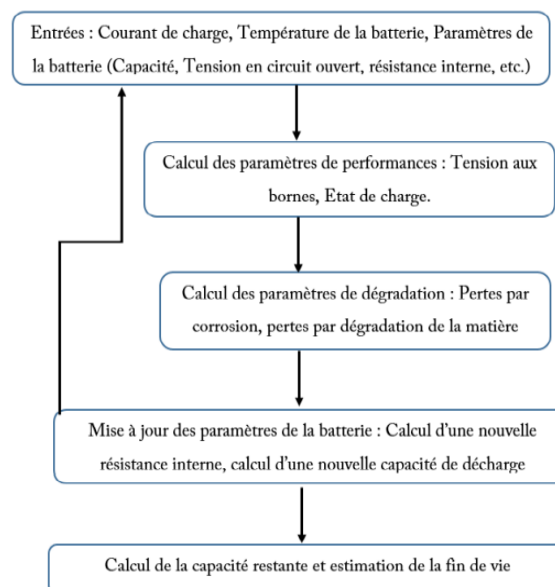 Entrées : Courant de charge, Température de la batterie, Paramètres de
la batterie (Capacité, Tension en circuit ouvert, résistance interne, etc.)
Calcul des paramètres de performances : Tension aux
bornes, Etat de charge.
Calcul des paramètres de dégradation : Pertes par
corrosion, pertes par dégradation de la matière
Mise à jour des paramètres de la batterie : Calcul d'une nouvelle
résistance interne, calcul d'une nouvelle capacité de décharge
Calcul de la capacité restante et estimation de la fin de vie